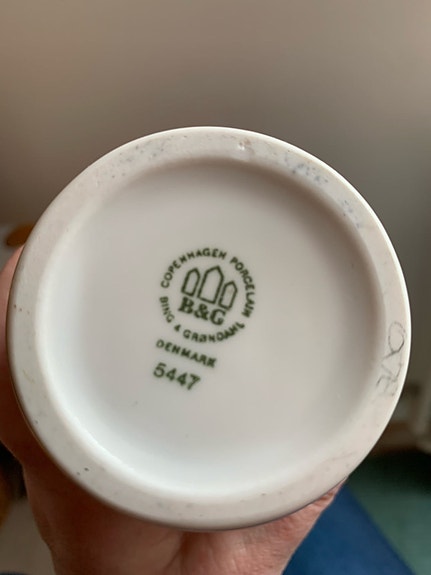 COPENHAGEN PORCELAIN
B&G
BING & GRØNDAHL
DENMARK
5447